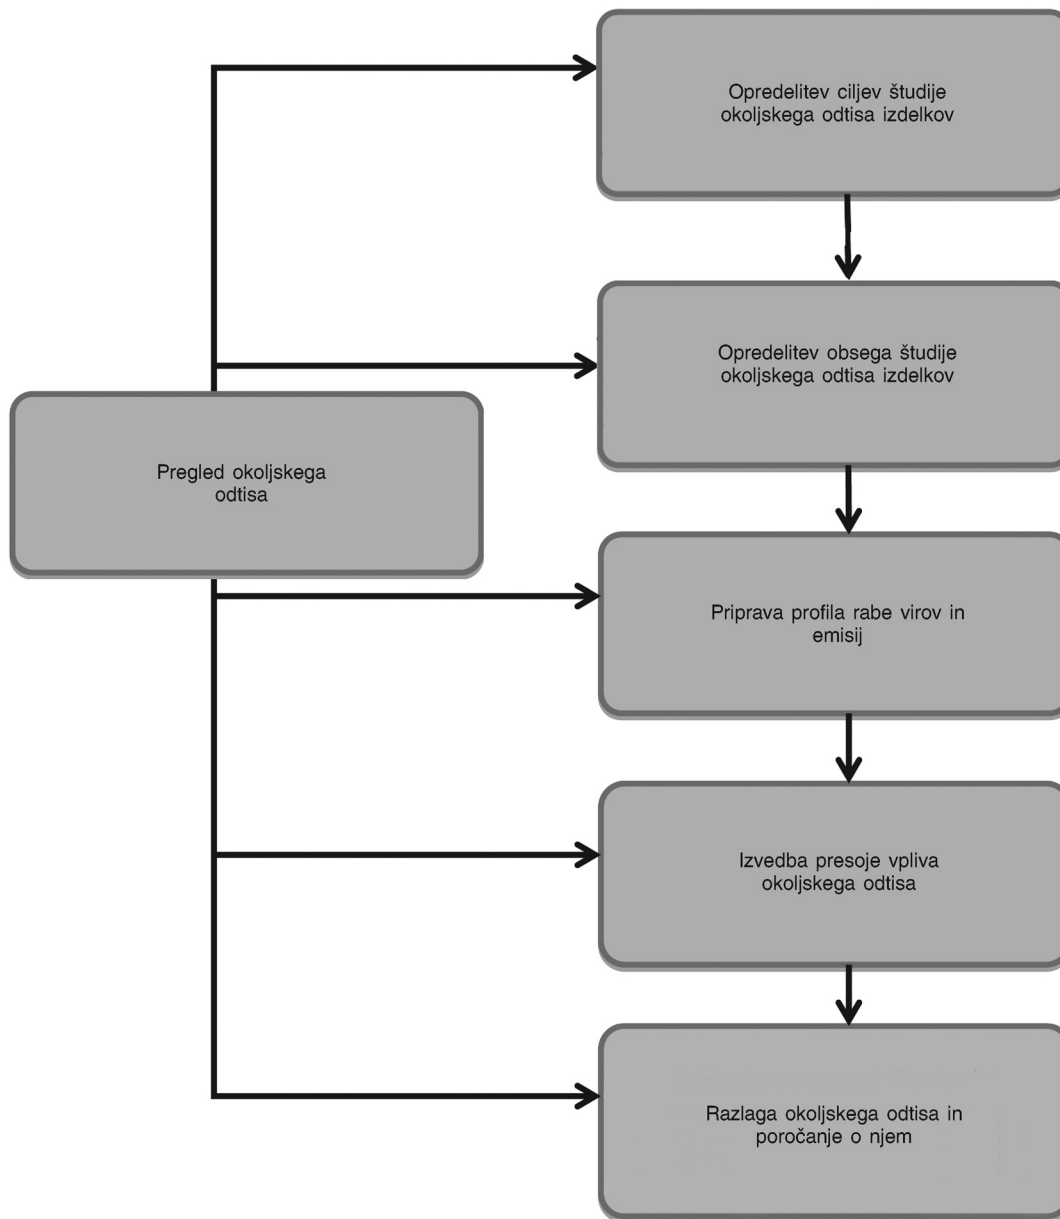 Opredelitev ciljev študije
okoljskega odtisa izdelkov
Opredelitev obsega študije
okoljskega odtisa izdelkov
Pregled okoljskega
odtisa
Priprava profila rabe virov in
emisij
Izvedba presoje vpliva
okoljskega odtisa
Razlaga okoljskega odtisa in
poročanje o njem